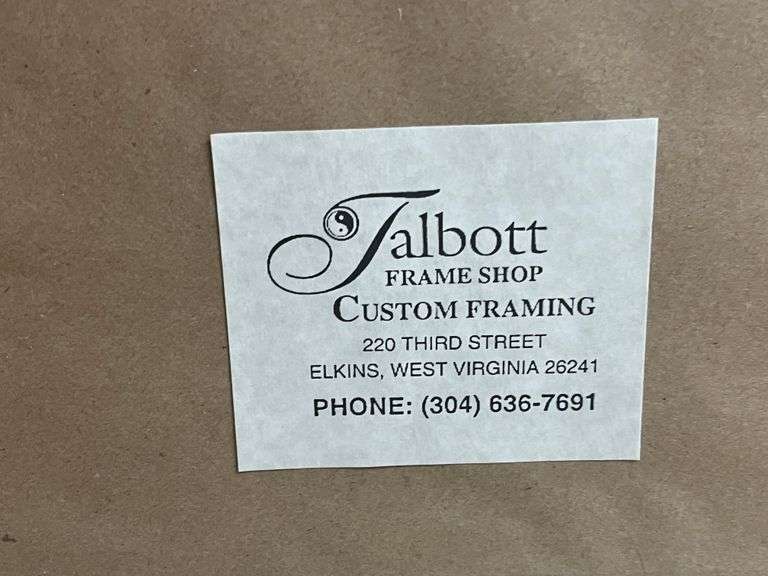 Talbott
FRAME SHOP
CUSTOM FRAMING
220 THIRD STREET
ELKINS, WEST VIRGINIA 26241
PHONE: (304) 636-7691